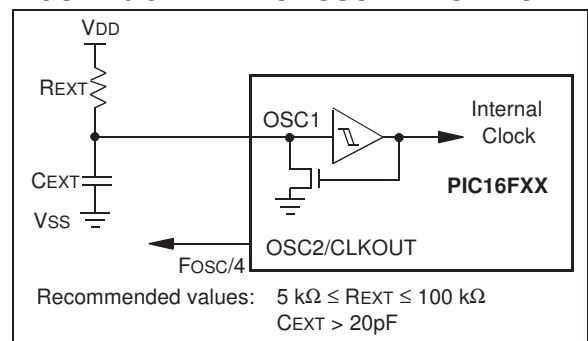 VDD
REXT
OSC1
Internal
Clock
CEXT
PIC16FXX
VSS
OSC2/CLKOUT
FOSC/4
Recommended values: 5 kΩ ≤ REXT ≤ 100 kΩ
CEXT > 20pF